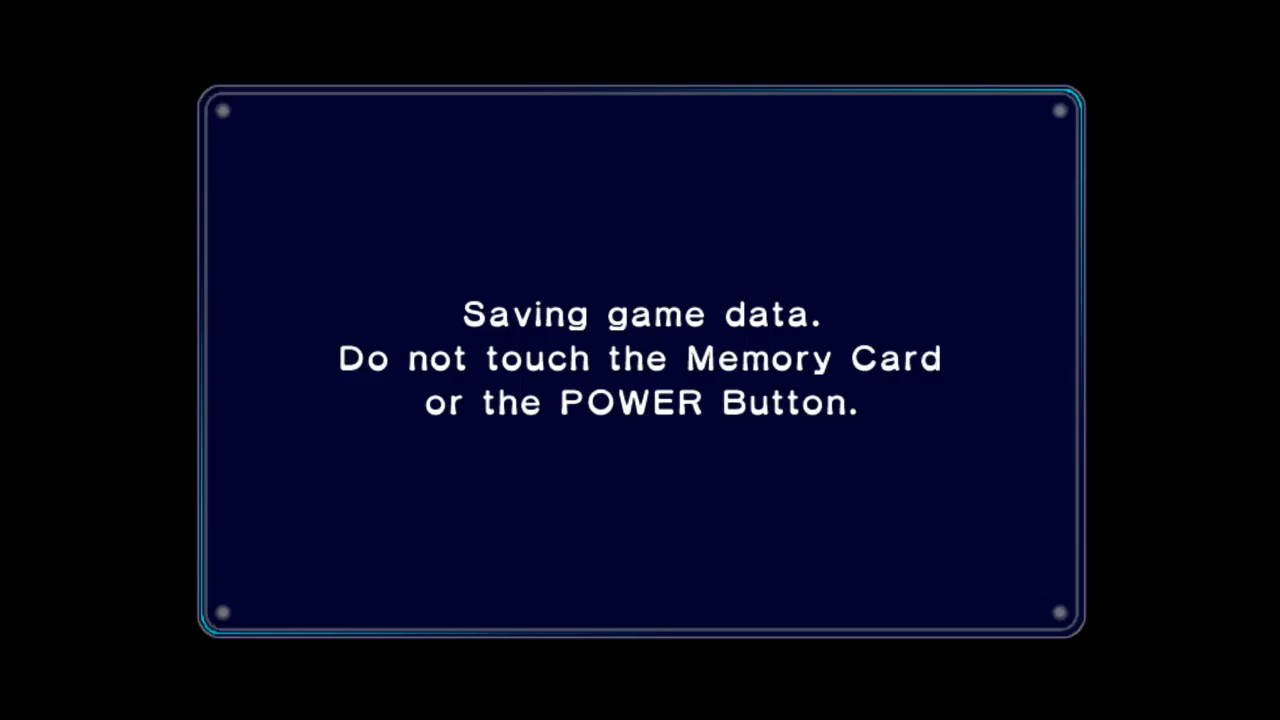 Saving game data.
Do not touch the Memory Card
or the POWER Button.